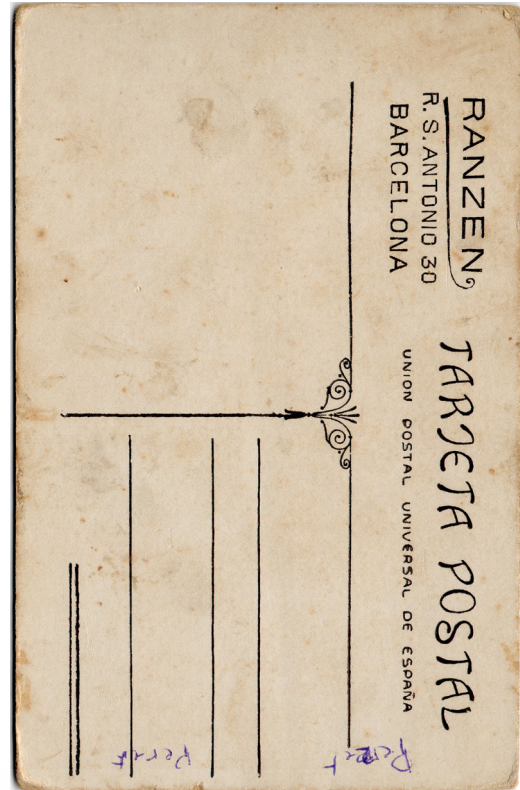 RANZEN
R. S. ANTONIO 30
BARCELONA
TARJETA POSTAL
UNION POSTAL UNIVERSAL DE ESPAÑA